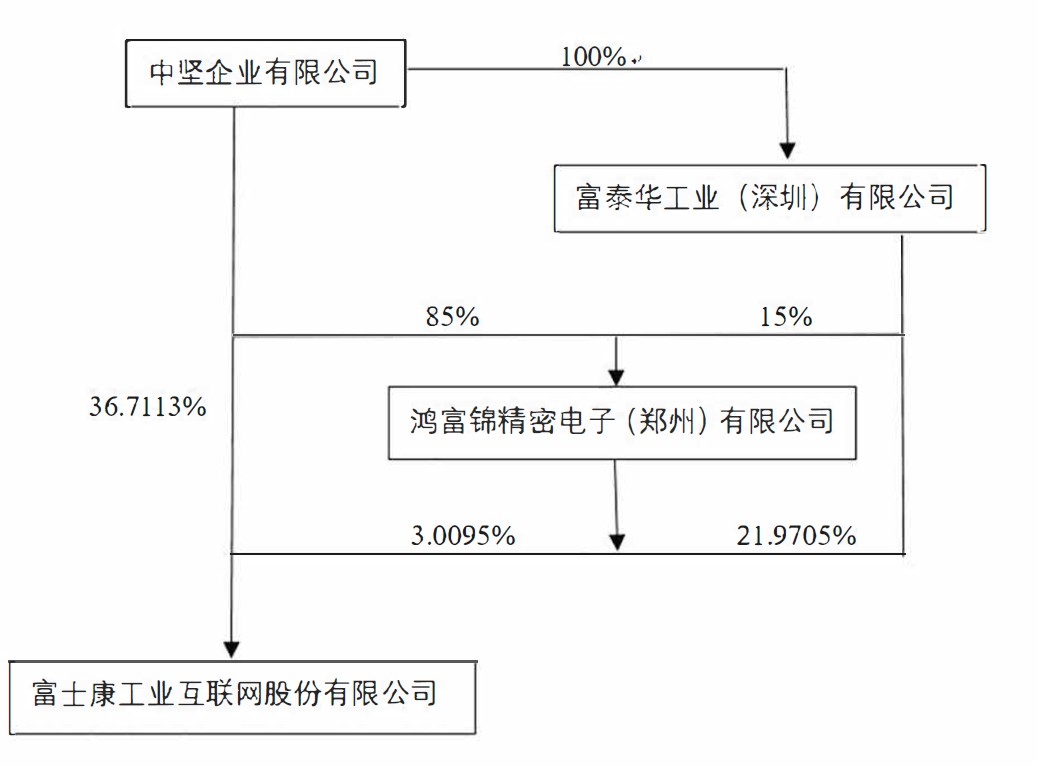 中坚企业有限公司
100%
富泰华工业（深圳）有限公司
85%
15%
36.7113%
鸿富锦精密电子（郑州）有限公司
3.0095%
21.9705%
富士康工业互联网股份有限公司